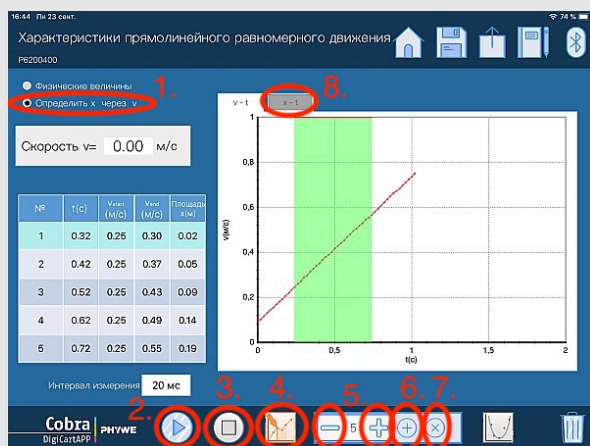 16:44 Пн 23 сент.
74 %
Характеристики прямолинейного равномерного движения
P6200400
Физические величины
1.
Определить x через v
8.
v - t
x - t
Скорость v= 0.00 м/с
№ t(c) Vstart (м/с) Vend (м/с) Площадь x(м)
1 0.32 0.25 0.30 0.02
2 0.42 0.25 0.37 0.05
3 0.52 0.25 0.43 0.09
4 0.62 0.25 0.49 0.14
5 0.72 0.25 0.55 0.19
1
0,8
0,6
0,4
0,2
0
v(м/с)
0 0,5 1 1,5 2
t(c)
Интервал измерения 20 мс
2. 3. 4. 5. 6. 7.
5
Cobra PHYWE
DigiCartAPP